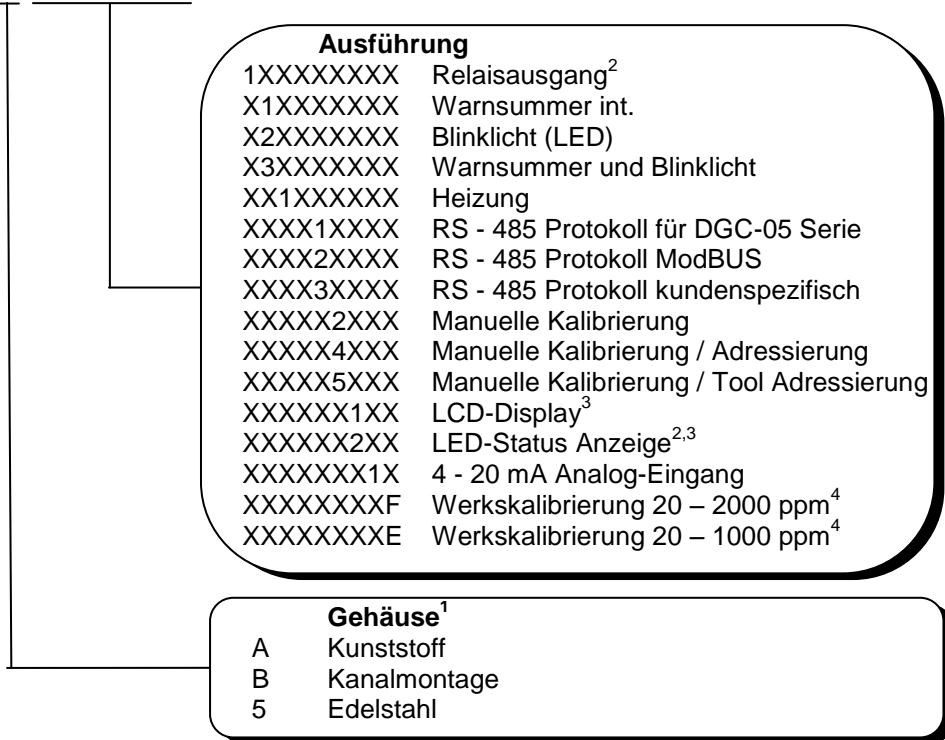 Ausführung
1XXXXXXXX Relaisausgang²
X1XXXXXXX Warnsummer int.
X2XXXXXXX Blinklicht (LED)
X3XXXXXXX Warnsummer und Blinklicht
XX1XXXXXX Heizung
XXXX1XXXX RS - 485 Protokoll für DGC-05 Serie
XXXX2XXXX RS - 485 Protokoll ModBUS
XXXX3XXXX RS - 485 Protokoll kundenspezifisch
XXXXX2XXX Manuelle Kalibrierung
XXXXX4XXX Manuelle Kalibrierung / Adressierung
XXXXX5XXX Manuelle Kalibrierung / Tool Adressierung
XXXXXX1XX LCD-Display³
XXXXXX2XX LED-Status Anzeige²,³
XXXXXXX1X 4 - 20 mA Analog-Eingang
XXXXXXXXF Werkskalibrierung 20 – 2000 ppm⁴
XXXXXXXXE Werkskalibrierung 20 – 1000 ppm⁴
Gehäuse¹
A Kunststoff
B Kanalmontage
5 Edelstahl